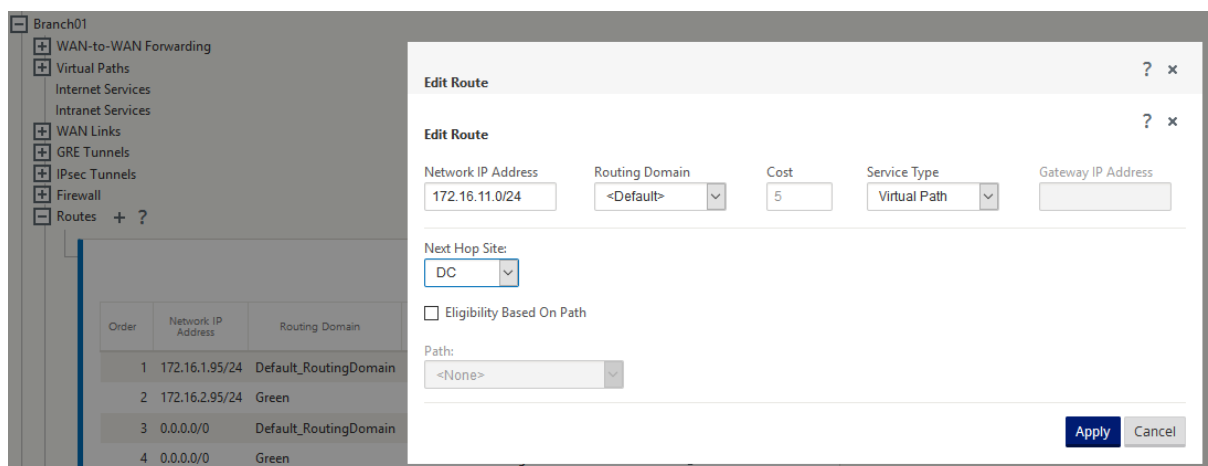 Branch01
WAN-to-WAN Forwarding
Virtual Paths
Internet Services
Intranet Services
WAN Links
GRE Tunnels
IPsec Tunnels
Firewall
Routes + ?
Order Network IP Address Routing Domain
1 172.16.1.95/24 Default_RoutingDomain
2 172.16.2.95/24 Green
3 0.0.0.0/0 Default_RoutingDomain
4 0.0.0.0/0 Green
Edit Route ? ×
Edit Route ? ×
Network IP Address Routing Domain Cost Service Type Gateway IP Address
172.16.11.0/24 <Default> 5 Virtual Path
Next Hop Site:
DC
Eligibility Based On Path
Path:
<None>
Apply Cancel